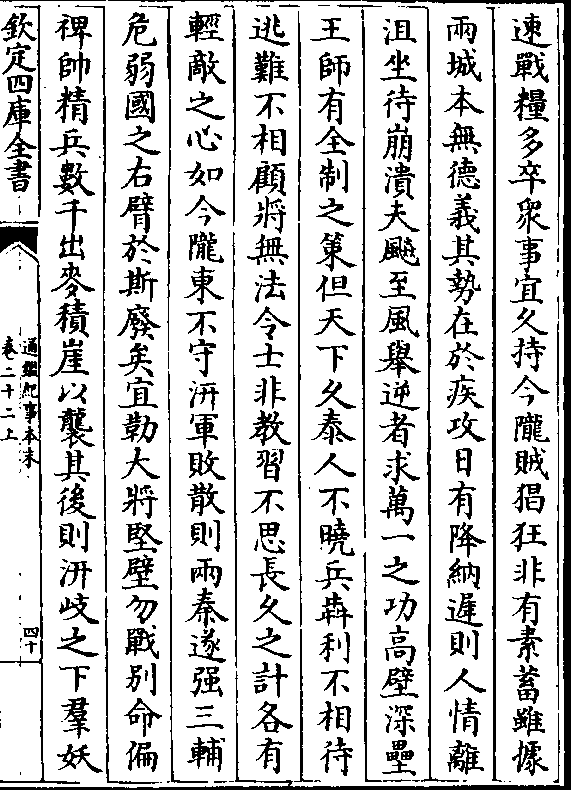 速戰糧多卒衆事宜久持今隴賊猖狂非有素蓄雖據
兩城本無德義其勢在於疾攻日有降納遲則人情離
沮坐待崩潰夫飇至風舉逆者求萬一之功高壁深壘
王師有全制之策但天下久泰人不曉兵犇利不相待
逃難不相顧將無法令士非教習不思長久之計各有
輕敵之心如今隴東不守汧軍敗散則兩秦遂强三輔
危弱國之右臂於斯廢矣宜勒大將堅壁勿戰别命偏
禆帥精兵數千出麥積崖以襲其後則汧岐之下羣妖
欽定四庫全書
通鑑紀事本末
卷二十二上
四十